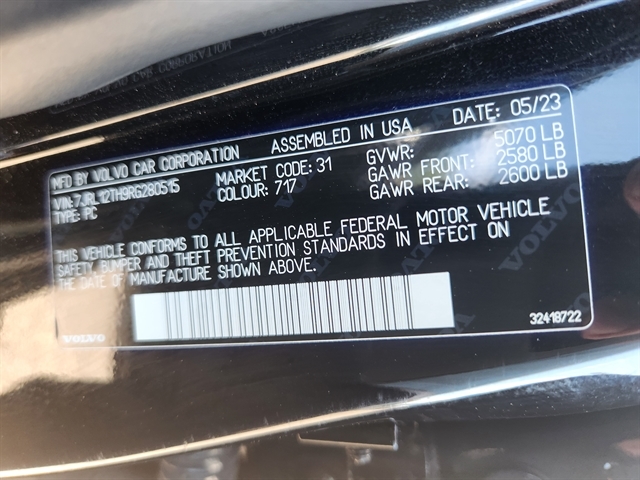 MFD BY VOLVO CAR CORPORATION ASSEMBLED IN USA DATE: 05/23
VIN: 7JRL12TH9RG280515 MARKET CODE: 31 GVWR: 5070 LB
TYPE: PC COLOUR: 717 GAWR FRONT: 2580 LB
GAWR REAR: 2600 LB
THIS VEHICLE CONFORMS TO ALL APPLICABLE FEDERAL MOTOR VEHICLE
SAFETY, BUMPER AND THEFT PREVENTION STANDARDS IN EFFECT ON
THE DATE OF MANUFACTURE SHOWN ABOVE.
VOLVO 32418722